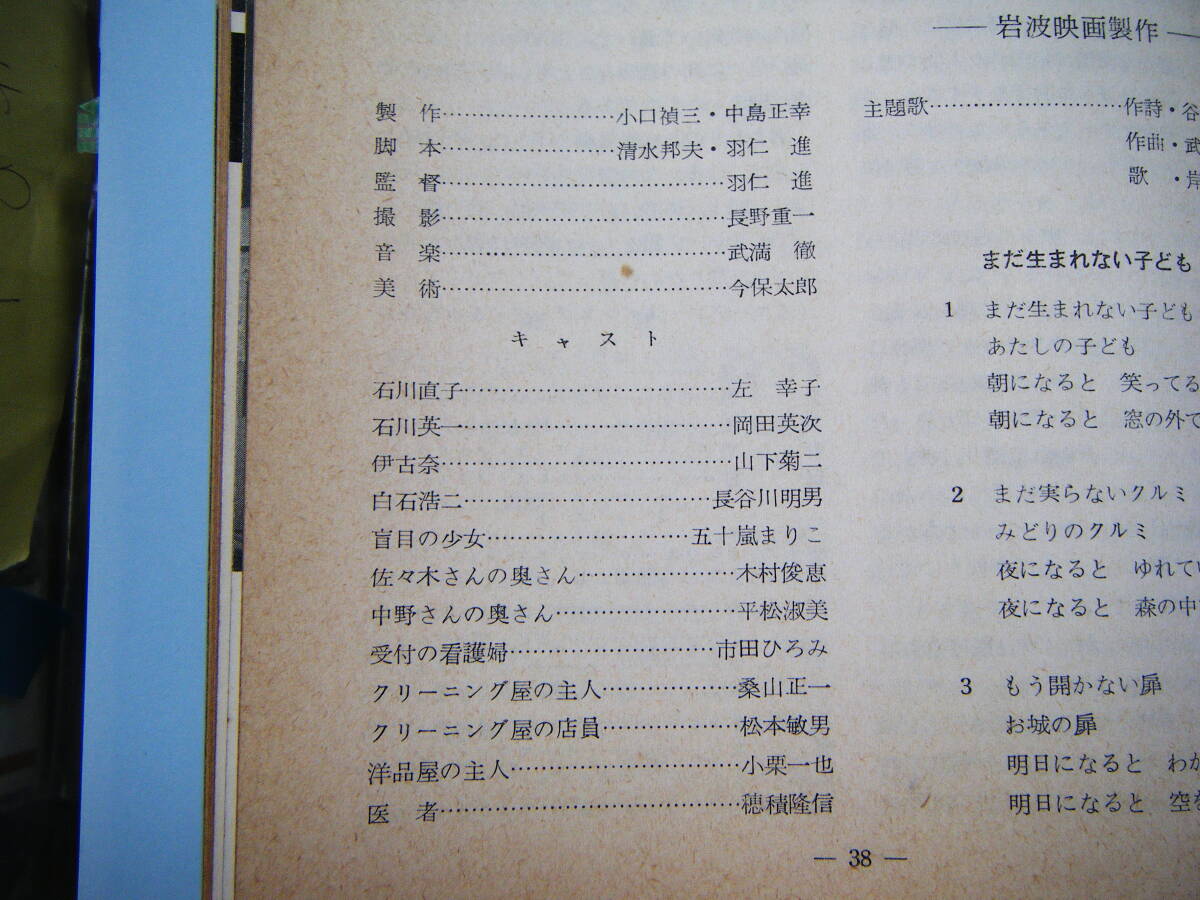 岩波映画製作
製　作……………………小口禎三・中島正幸
脚　本……………………清水邦夫・羽仁　進
監　督………………………………羽仁　進
撮　影………………………………長野重一
音　楽………………………………武満　徹
美　術………………………………今保太郎
キャスト
石川直子……………………………左　幸子
石川英一……………………………岡田英次
伊古奈………………………………山下菊二
白石浩二…………………………長谷川明男
盲目の少女……………………五十嵐まりこ
佐々木さんの奥さん………………木村俊恵
中野さんの奥さん…………………平松淑美
受付の看護婦……………………市田ひろみ
クリーニング屋の主人……………桑山正一
クリーニング屋の店員……………松本敏男
洋品屋の主人………………………小栗一也
医　者………………………………穂積隆信
主題歌……………………作詩・谷
作曲・武
歌　・岸
まだ生まれない子ども
1　まだ生まれない子ども
あたしの子ども
朝になると　笑ってる
朝になると　窓の外で
2　まだ実らないクルミ
みどりのクルミ
夜になると　ゆれてい
夜になると　森の中
3　もう開かない扉
お城の扉
明日になると　わか
明日になると　空を
— 38 —